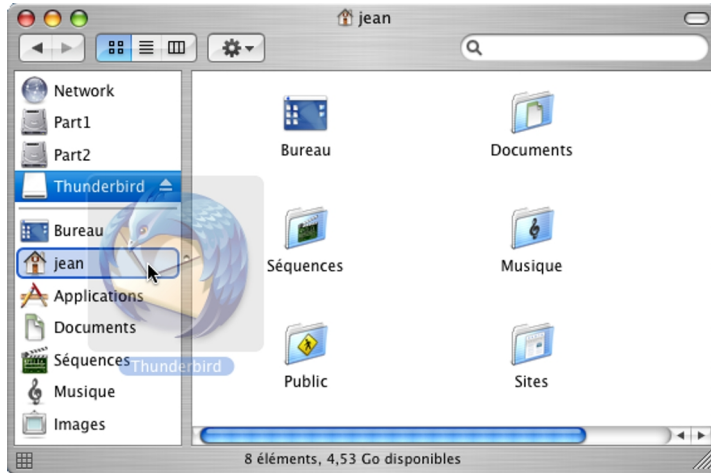 jean
Network
Part1
Part2
Thunderbird
Bureau
jean
Applications
Documents
Séquences
Musique
Images
Thunderbird
Bureau
Documents
Séquences
Musique
Public
Sites
8 éléments, 4,53 Go disponibles